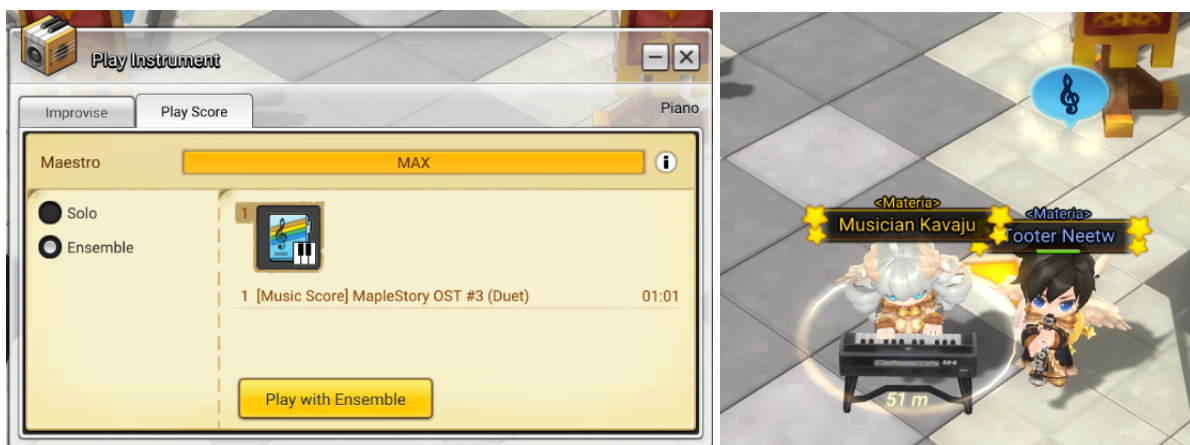 Play Instrument
Improvise
Play Score
Piano
Maestro
MAX
Solo
Ensemble
1
1 [Music Score] MapleStory OST #3 (Duet) 01:01
Play with Ensemble
<Materia>
Musician Kavaju
<Materia>
Tooter Neetw
51 m